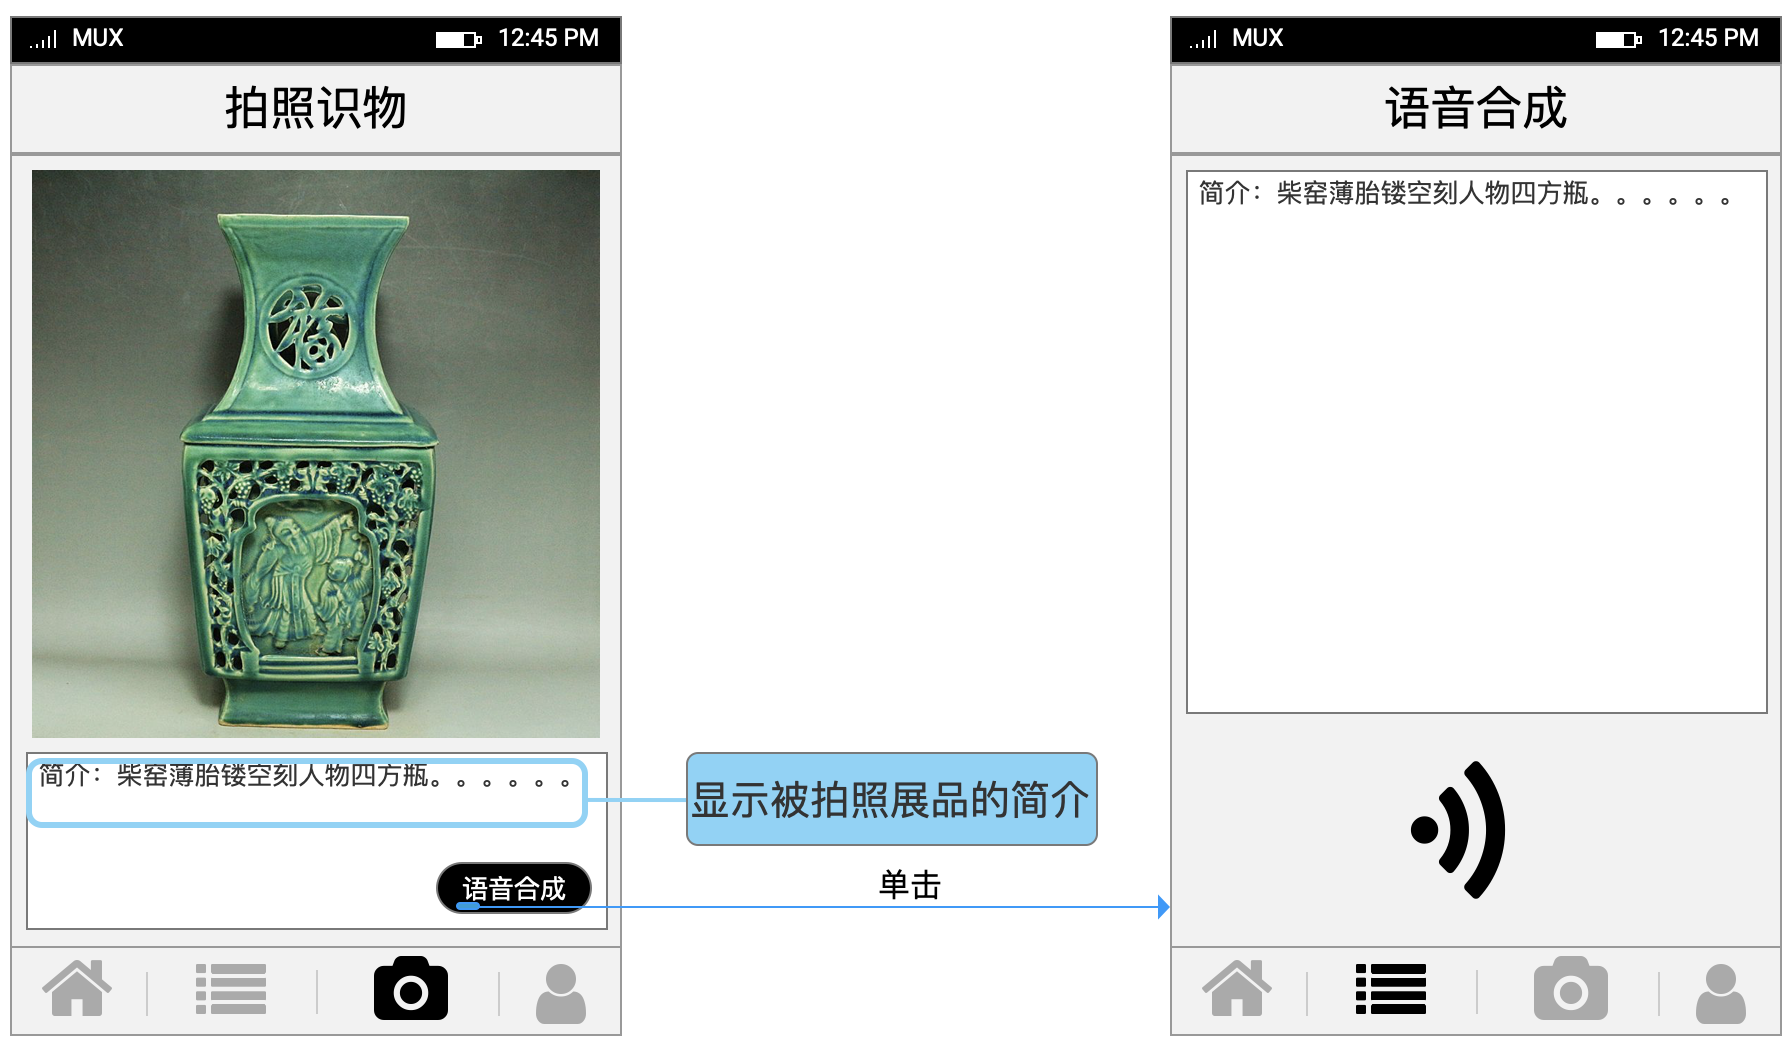 MUX 12:45 PM
拍照识物
福
简介：柴窑薄胎镂空刻人物四方瓶。。。。。。
语音合成
显示被拍照展品的简介
单击
MUX 12:45 PM
语音合成
简介：柴窑薄胎镂空刻人物四方瓶。。。。。。